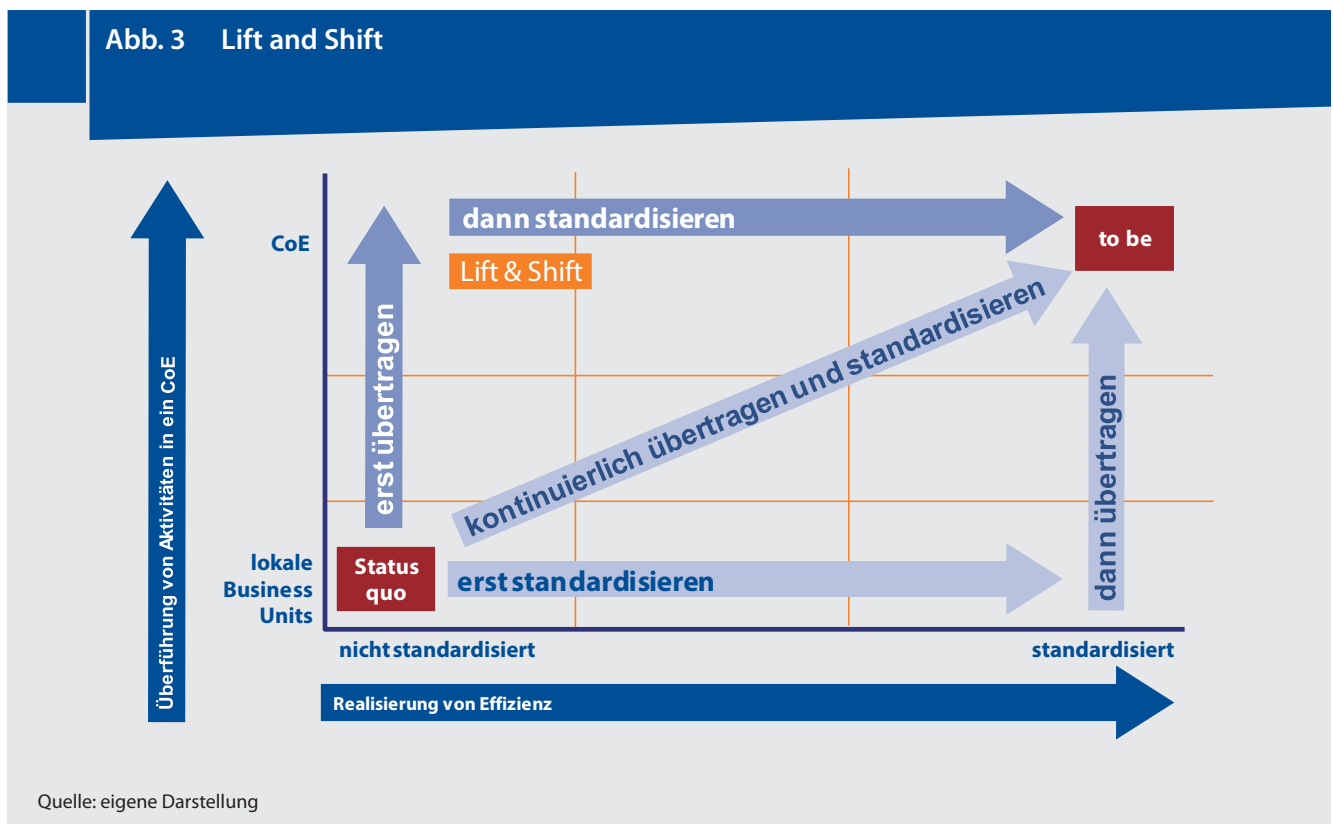 Abb. 3 Lift and Shift
Überführung von Aktivitäten in ein CoE
CoE
dann standardisieren
Lift & Shift
to be
erst übertragen
kontinuierlich übertragen und standardisieren
dann übertragen
lokale
Business
Units
Status
quo
erst standardisieren
nicht standardisiert
standardisiert
Realisierung von Effizienz
Quelle: eigene Darstellung